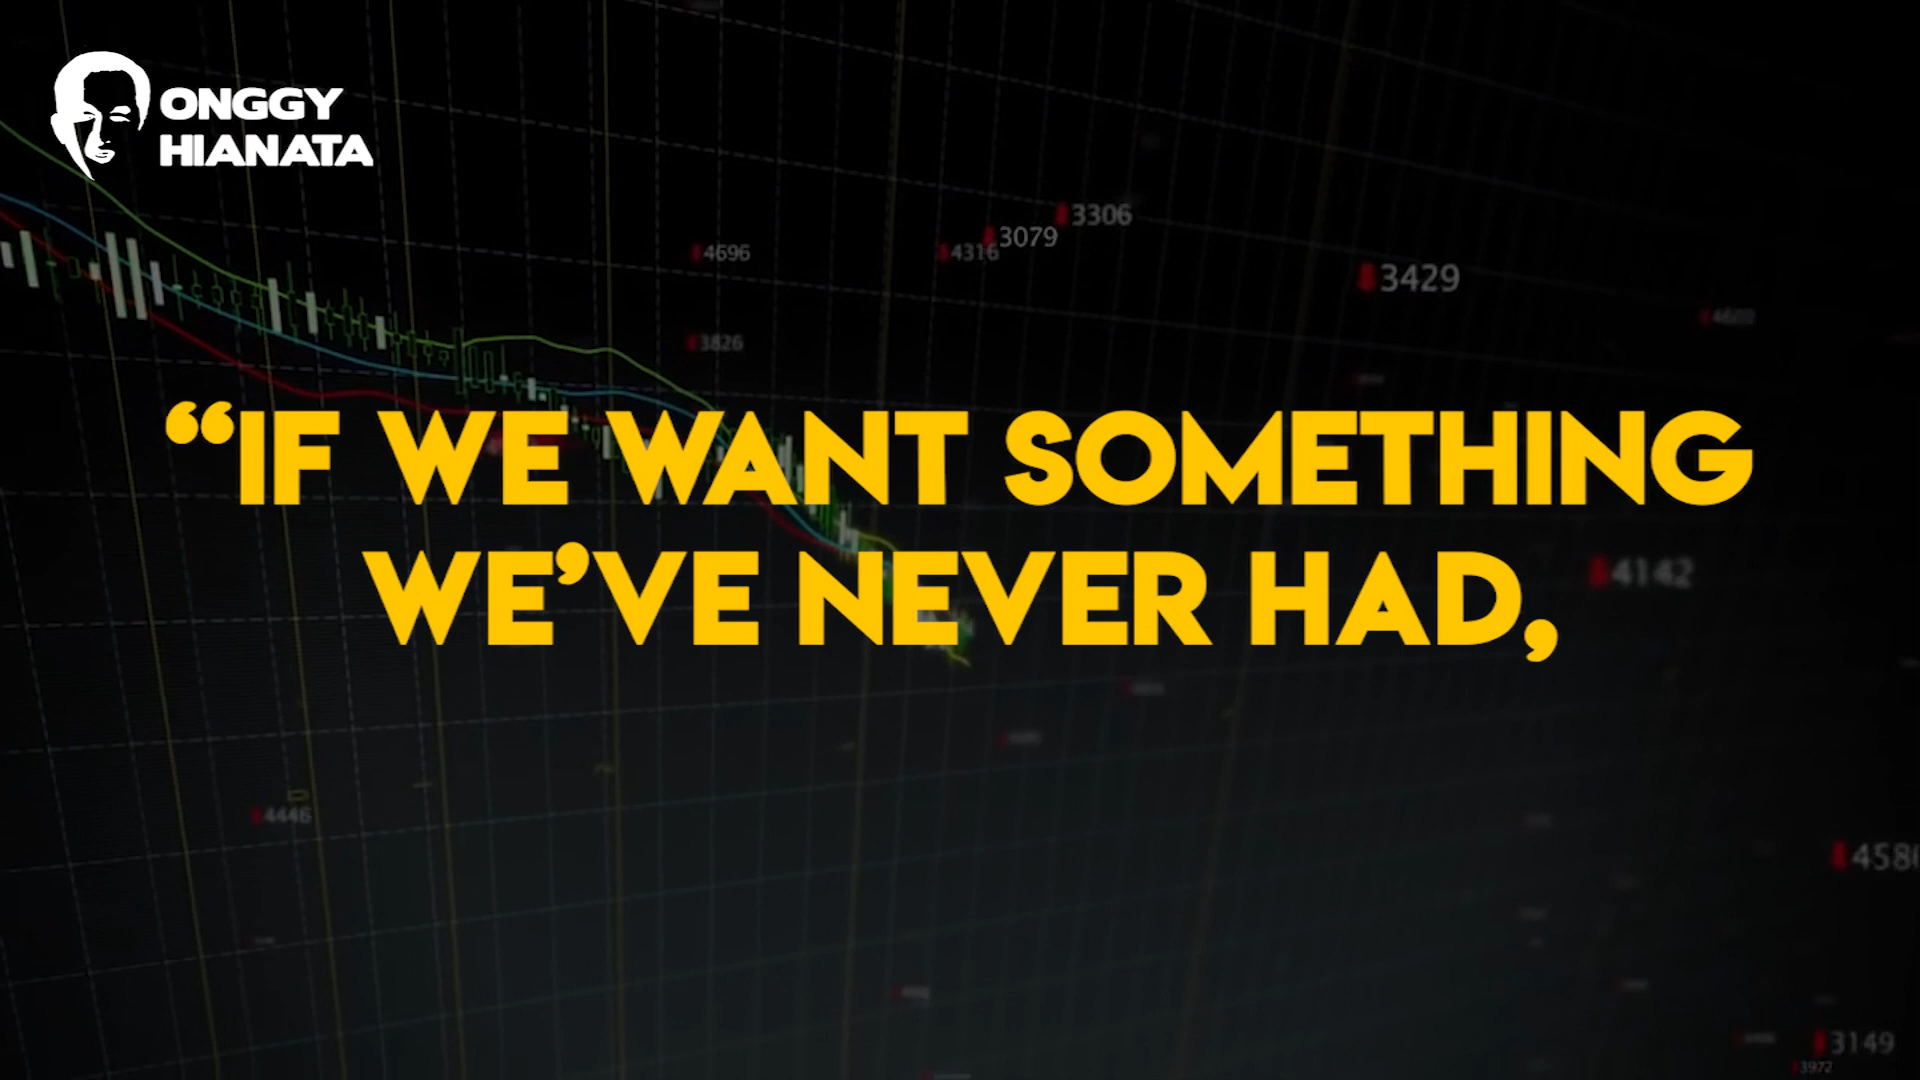 ONGGY
HIANATA
3306
3079
4696
4316
3429
3826
“IF WE WANT SOMETHING
WE’VE NEVER HAD,
4142
4446
3149
3972